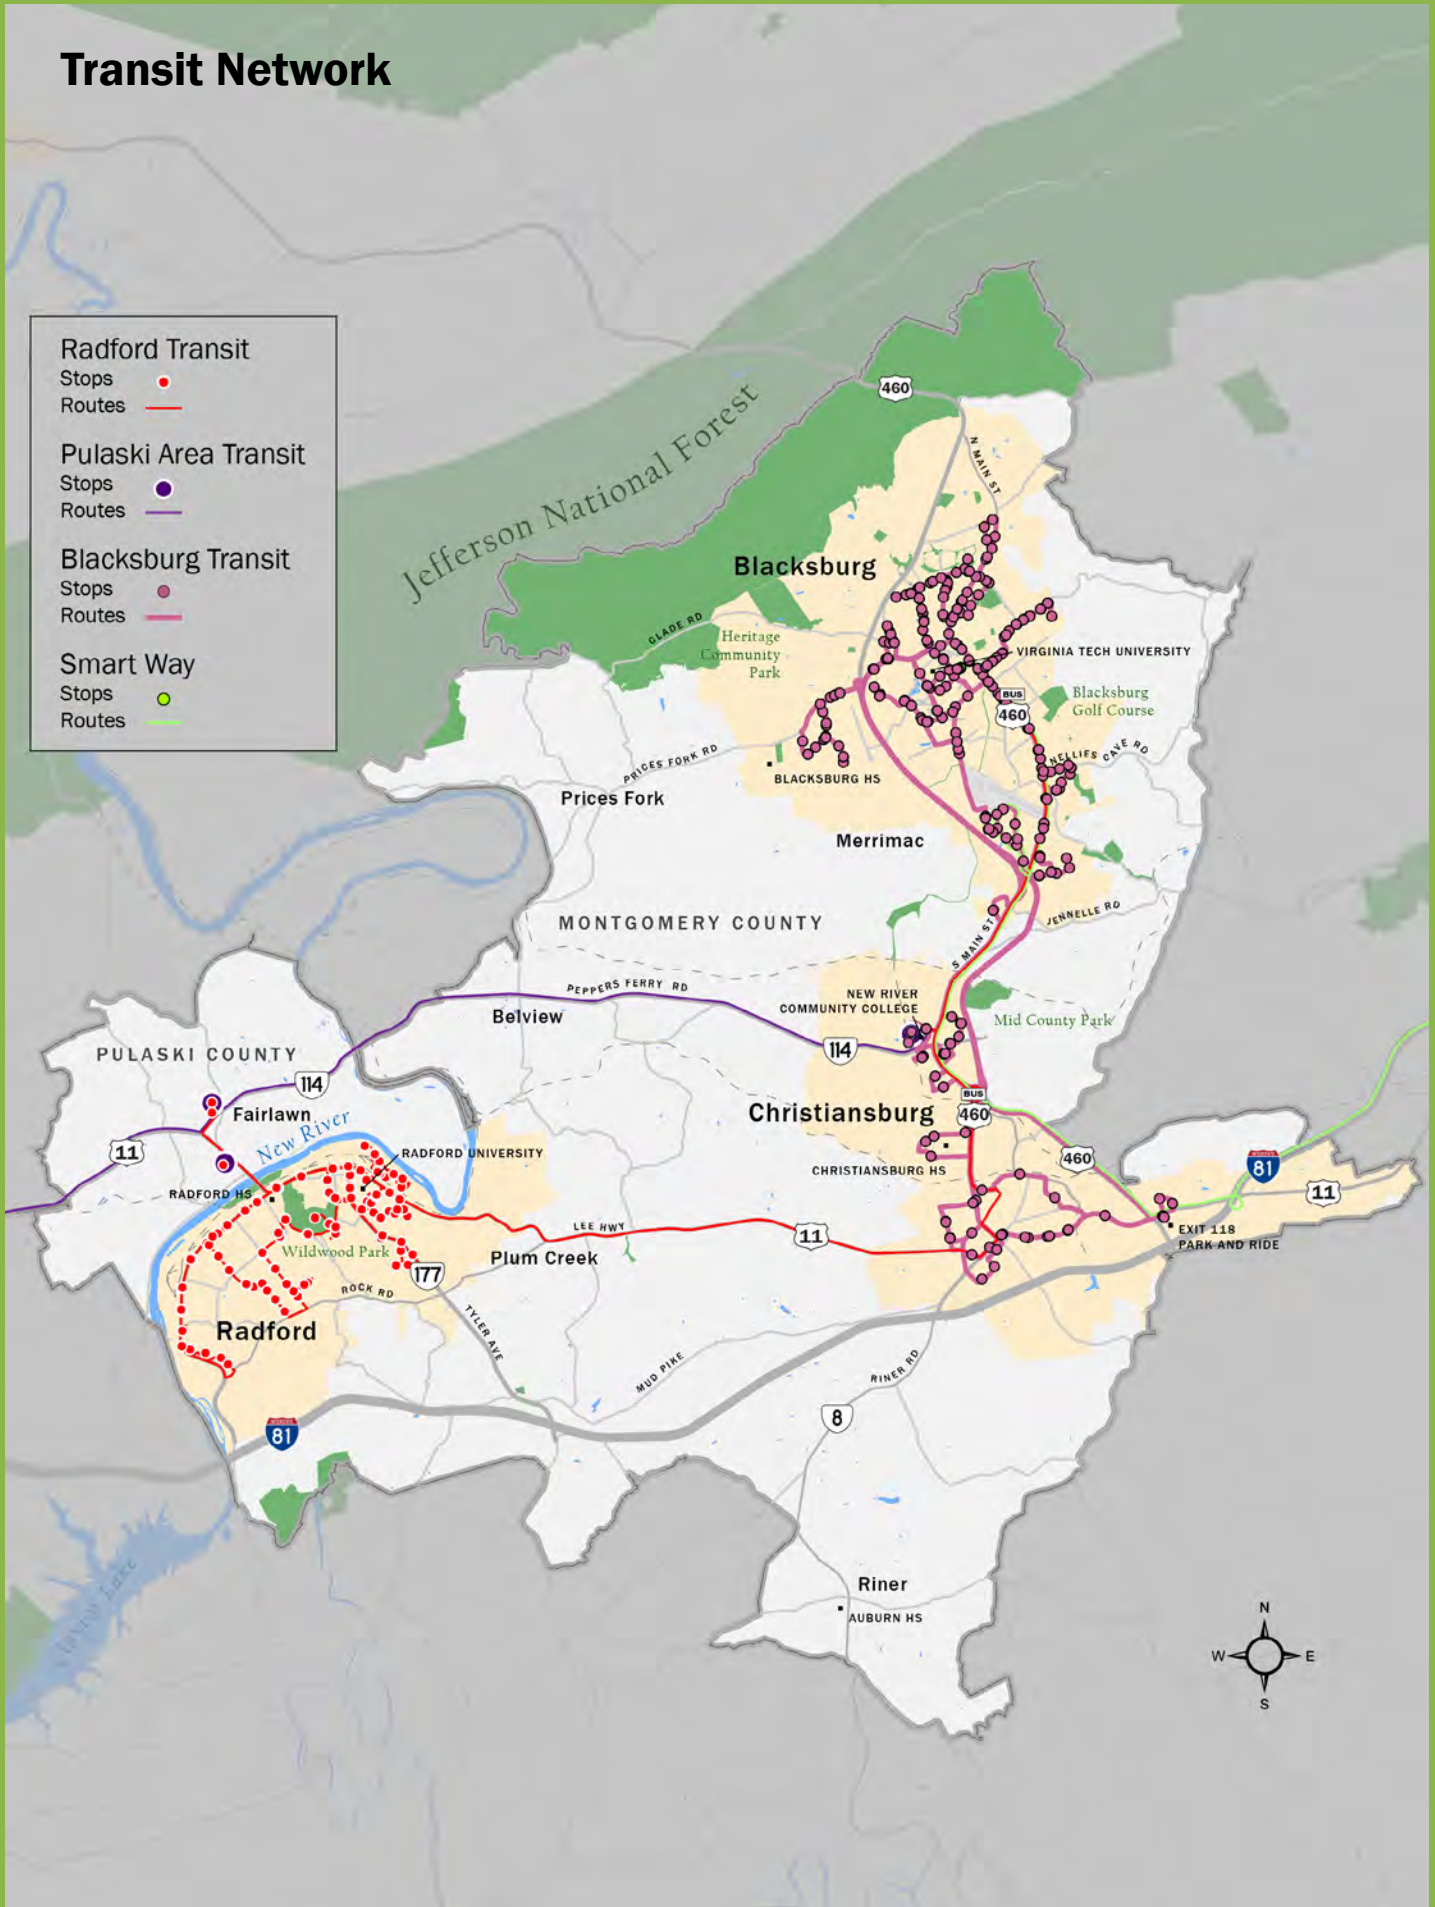 Transit Network
Radford Transit
Stops
Routes
Pulaski Area Transit
Stops
Routes
Blacksburg Transit
Stops
Routes
Smart Way
Stops
Routes
Jefferson National Forest
460
N MAIN ST
Blacksburg
GLADE RD
Heritage
Community
Park
VIRGINIA TECH UNIVERSITY
BUS
460
Blacksburg
Golf Course
NELLIES CAVE RD
PRICES FORK RD
BLACKSBURG HS
Prices Fork
Merrimac
MONTGOMERY COUNTY
JENNELLE RD
S MAIN ST
PEPPERS FERRY RD
NEW RIVER
COMMUNITY COLLEGE
Belview
Mid County Park
114
PULASKI COUNTY
114
Fairlawn
New River
11
BUS
460
Christiansburg
RADFORD UNIVERSITY
CHRISTIANSBURG HS
460
81
11
RADFORD HS
LEE HWY
11
EXIT 118
PARK AND RIDE
Wildwood Park
Plum Creek
177
ROCK RD
Radford
TYLER AVE
MUD PIKE
RINER RD
8
81
Riner
AUBURN HS
Claytor Lake
N
W
E
S